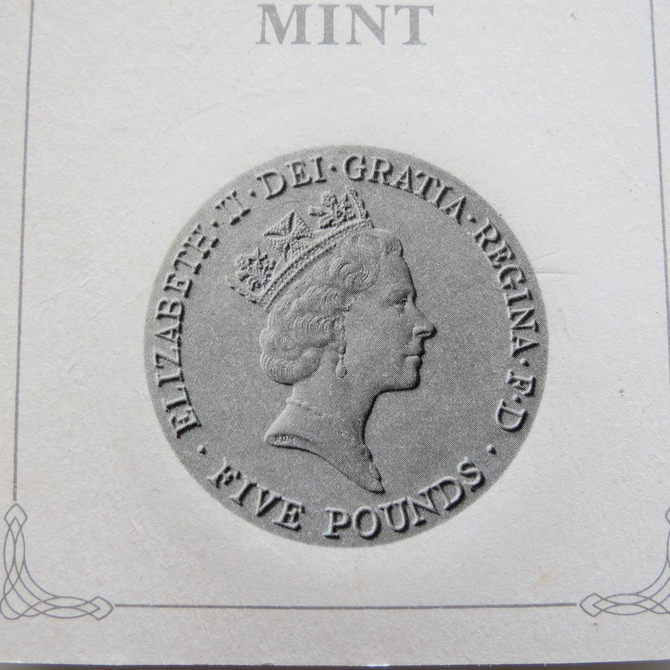 MINT
ELIZABETH·II·DEI·GRATIA·REGINA·F·D
· FIVE POUNDS ·